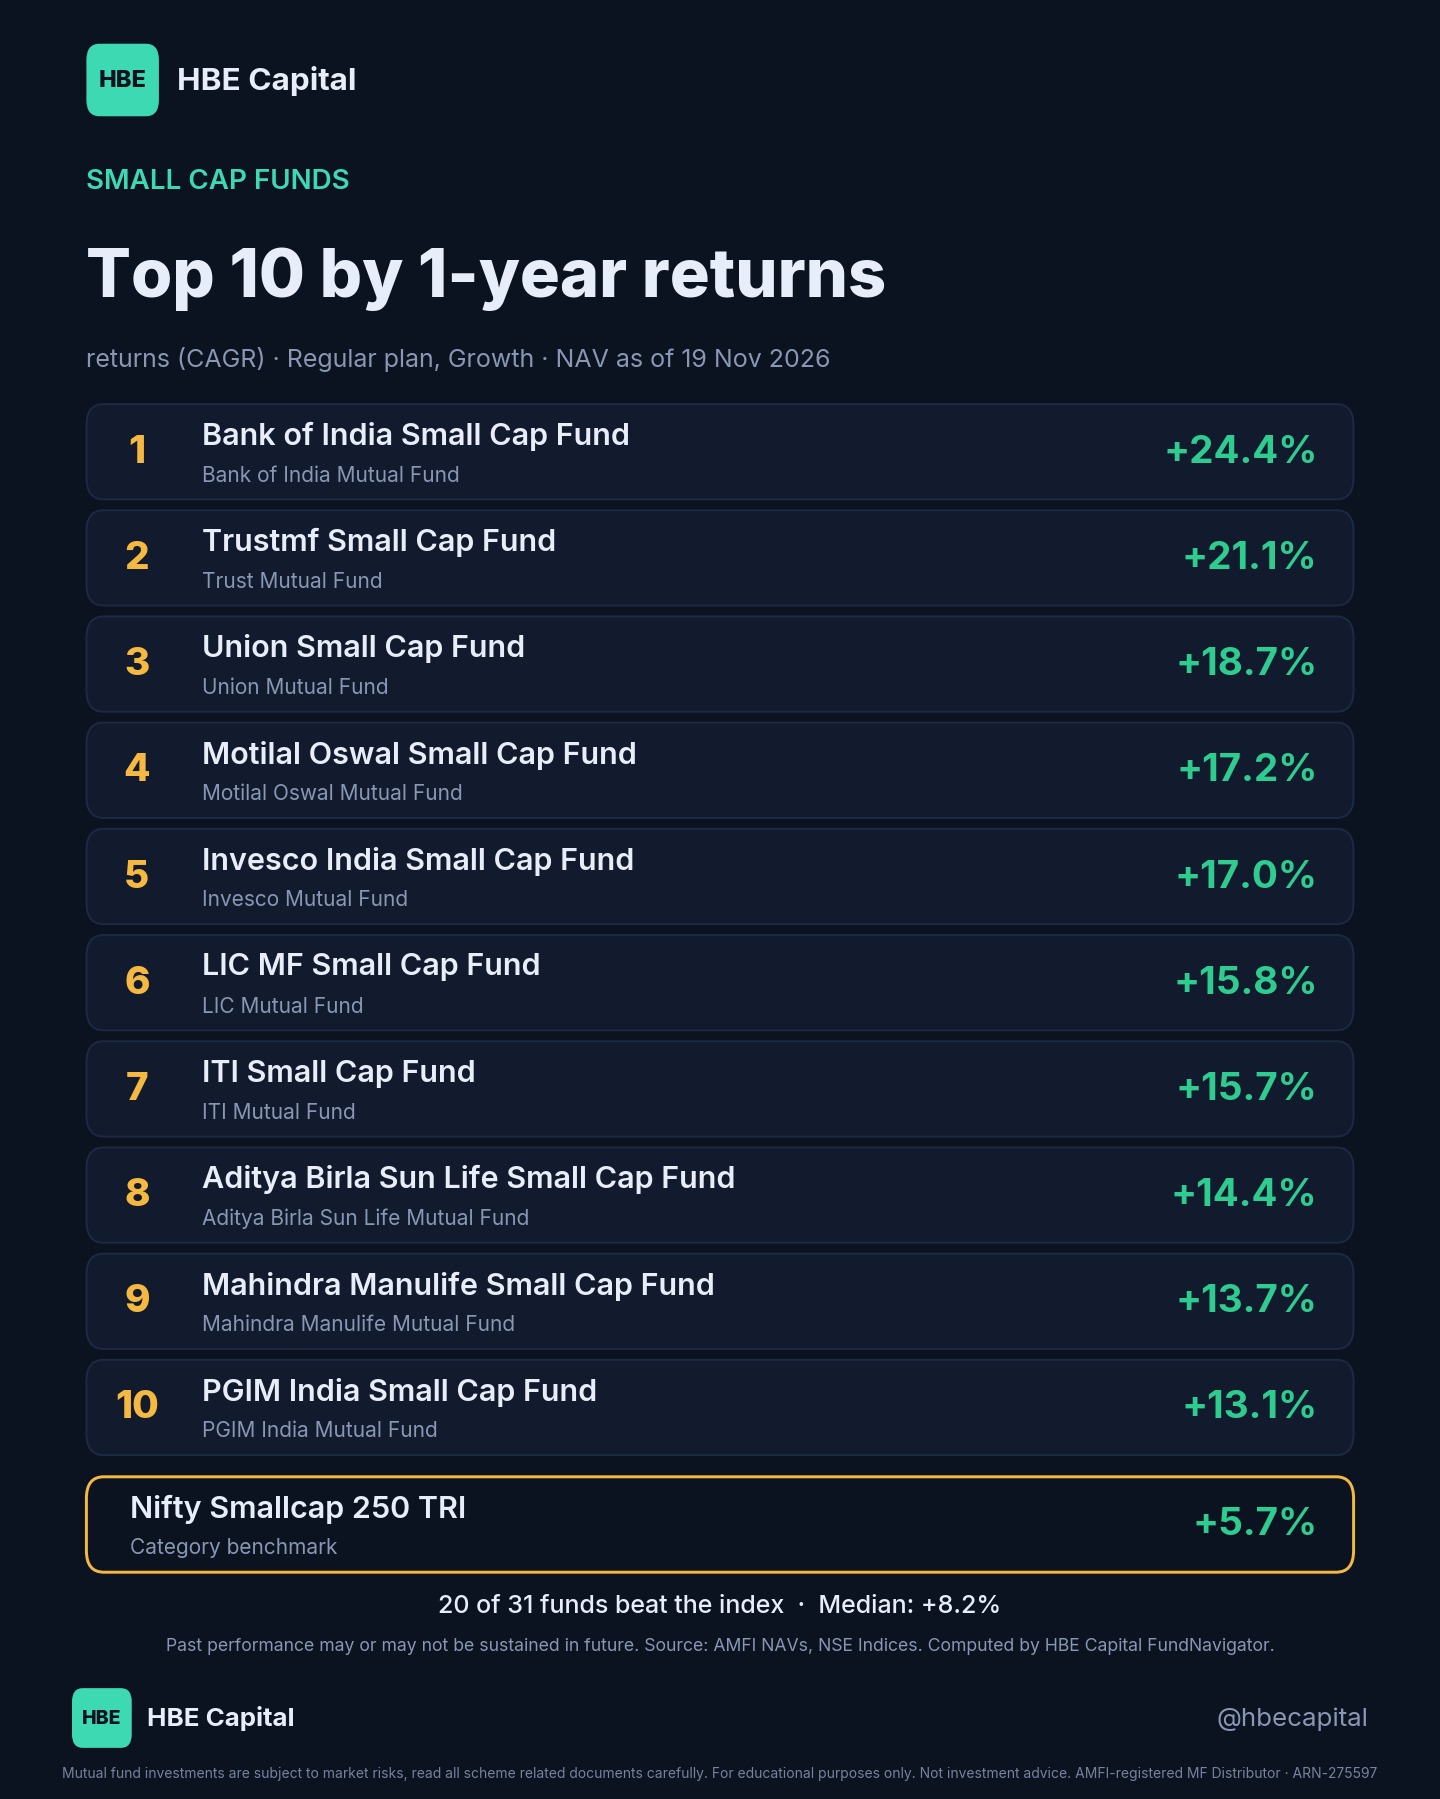 HBE
HBE Capital
SMALL CAP FUNDS
Top 10 by 1-year returns
returns (CAGR) · Regular plan, Growth · NAV as of 19 Nov 2026
1
Bank of India Small Cap Fund
Bank of India Mutual Fund
+24.4%
2
Trustmf Small Cap Fund
Trust Mutual Fund
+21.1%
3
Union Small Cap Fund
Union Mutual Fund
+18.7%
4
Motilal Oswal Small Cap Fund
Motilal Oswal Mutual Fund
+17.2%
5
Invesco India Small Cap Fund
Invesco Mutual Fund
+17.0%
6
LIC MF Small Cap Fund
LIC Mutual Fund
+15.8%
7
ITI Small Cap Fund
ITI Mutual Fund
+15.7%
8
Aditya Birla Sun Life Small Cap Fund
Aditya Birla Sun Life Mutual Fund
+14.4%
9
Mahindra Manulife Small Cap Fund
Mahindra Manulife Mutual Fund
+13.7%
10
PGIM India Small Cap Fund
PGIM India Mutual Fund
+13.1%
Nifty Smallcap 250 TRI
Category benchmark
+5.7%
20 of 31 funds beat the index · Median: +8.2%
Past performance may or may not be sustained in future. Source: AMFI NAVs, NSE Indices. Computed by HBE Capital FundNavigator.
HBE
HBE Capital
@hbecapital
Mutual fund investments are subject to market risks, read all scheme related documents carefully. For educational purposes only. Not investment advice. AMFI-registered MF Distributor · ARN-275597